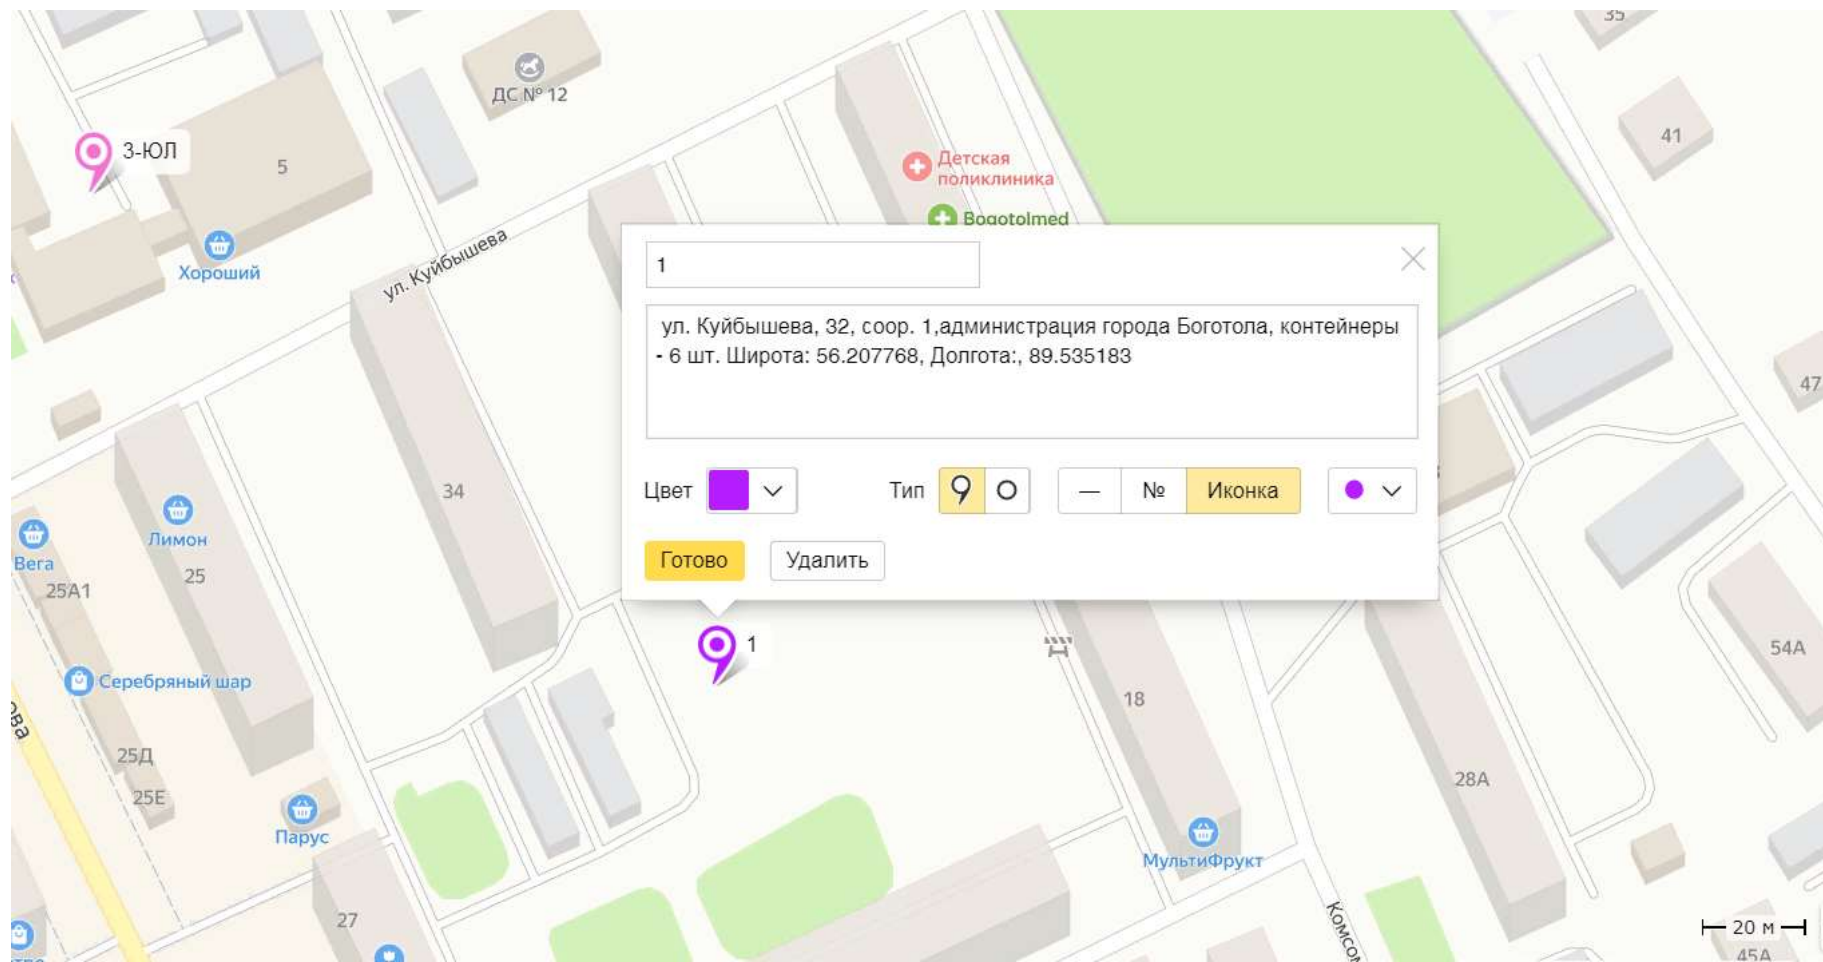 35
ДС № 12
41
3-ЮЛ
5
Детская
поликлиника
Bogotolmed
ул. Куйбышева
Хороший
1
ул. Куйбышева, 32, соор. 1,администрация города Боготола, контейнеры
- 6 шт. Широта: 56.207768, Долгота:, 89.535183
47
34
Цвет
Тип
№
Иконка
Лимон
Вега
25
25А1
Готово
Удалить
1
54А
Серебряный шар
18
25Д
28А
25Е
Парус
МультиФрукт
27
20 м
45А